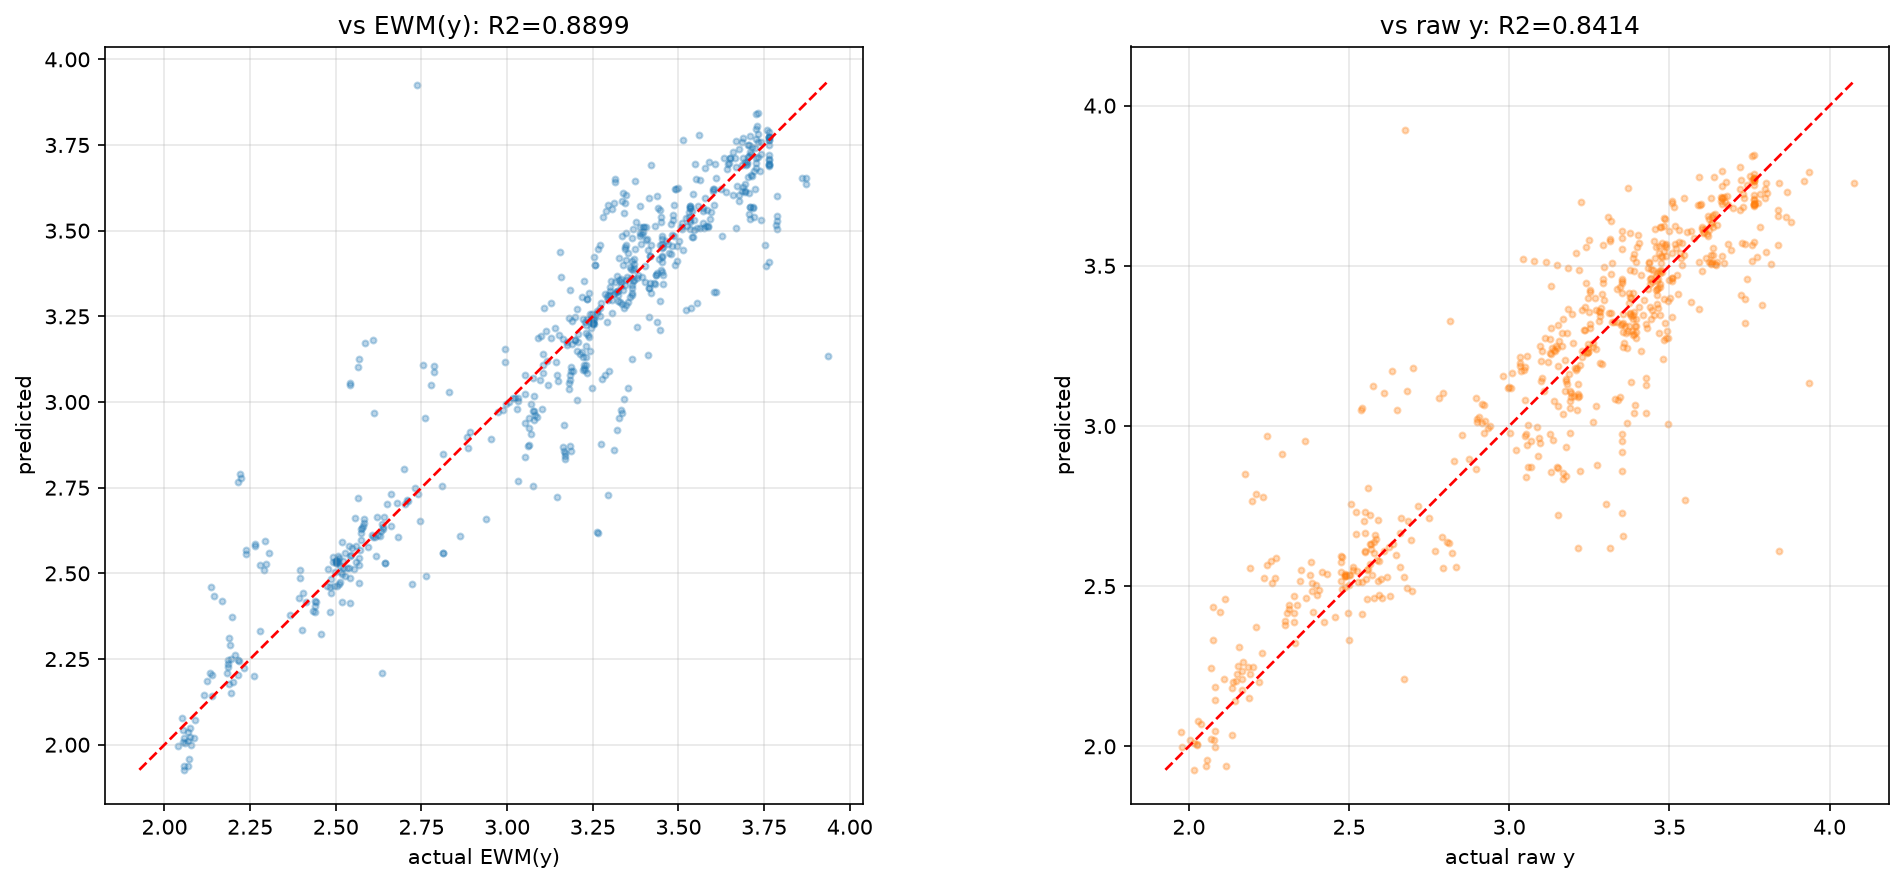 vs EWM(y): R2=0.8899
4.00
3.75
3.50
3.25
3.00
2.75
2.50
2.25
2.00
predicted
2.00 2.25 2.50 2.75 3.00 3.25 3.50 3.75 4.00
actual EWM(y)
vs raw y: R2=0.8414
4.0
3.5
3.0
2.5
2.0
predicted
2.0 2.5 3.0 3.5 4.0
actual raw y